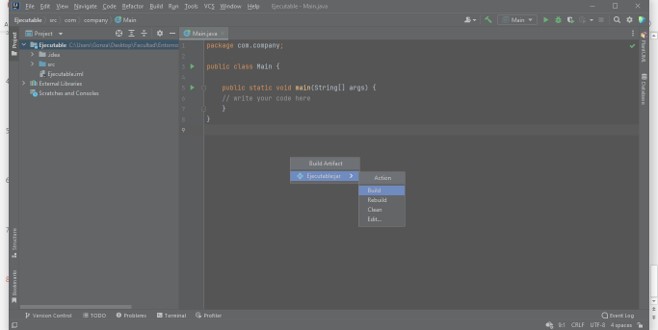 File Edit View Navigate Code Refactor Build Run Tools VCS Window Help Ejecutable - Main.java
Ejecutable src com company Main
Main
Project
Main.java
Project
Ejecutable C:\Users\Gonza\Desktop\Facultad\Entornos
.idea
src
Ejecutable.iml
External Libraries
Scratches and Consoles
1 package com.company;
2
3 public class Main {
4
5 public static void main(String[] args) {
6 // write your code here
7 }
8 }
9
Build Artifact
Ejecutable:jar
Action
Build
Rebuild
Clean
Edit...
Database
Structure
Bookmarks
Version Control TODO Problems Terminal Profiler Event Log
9:1 CRLF UTF-8 4 spaces